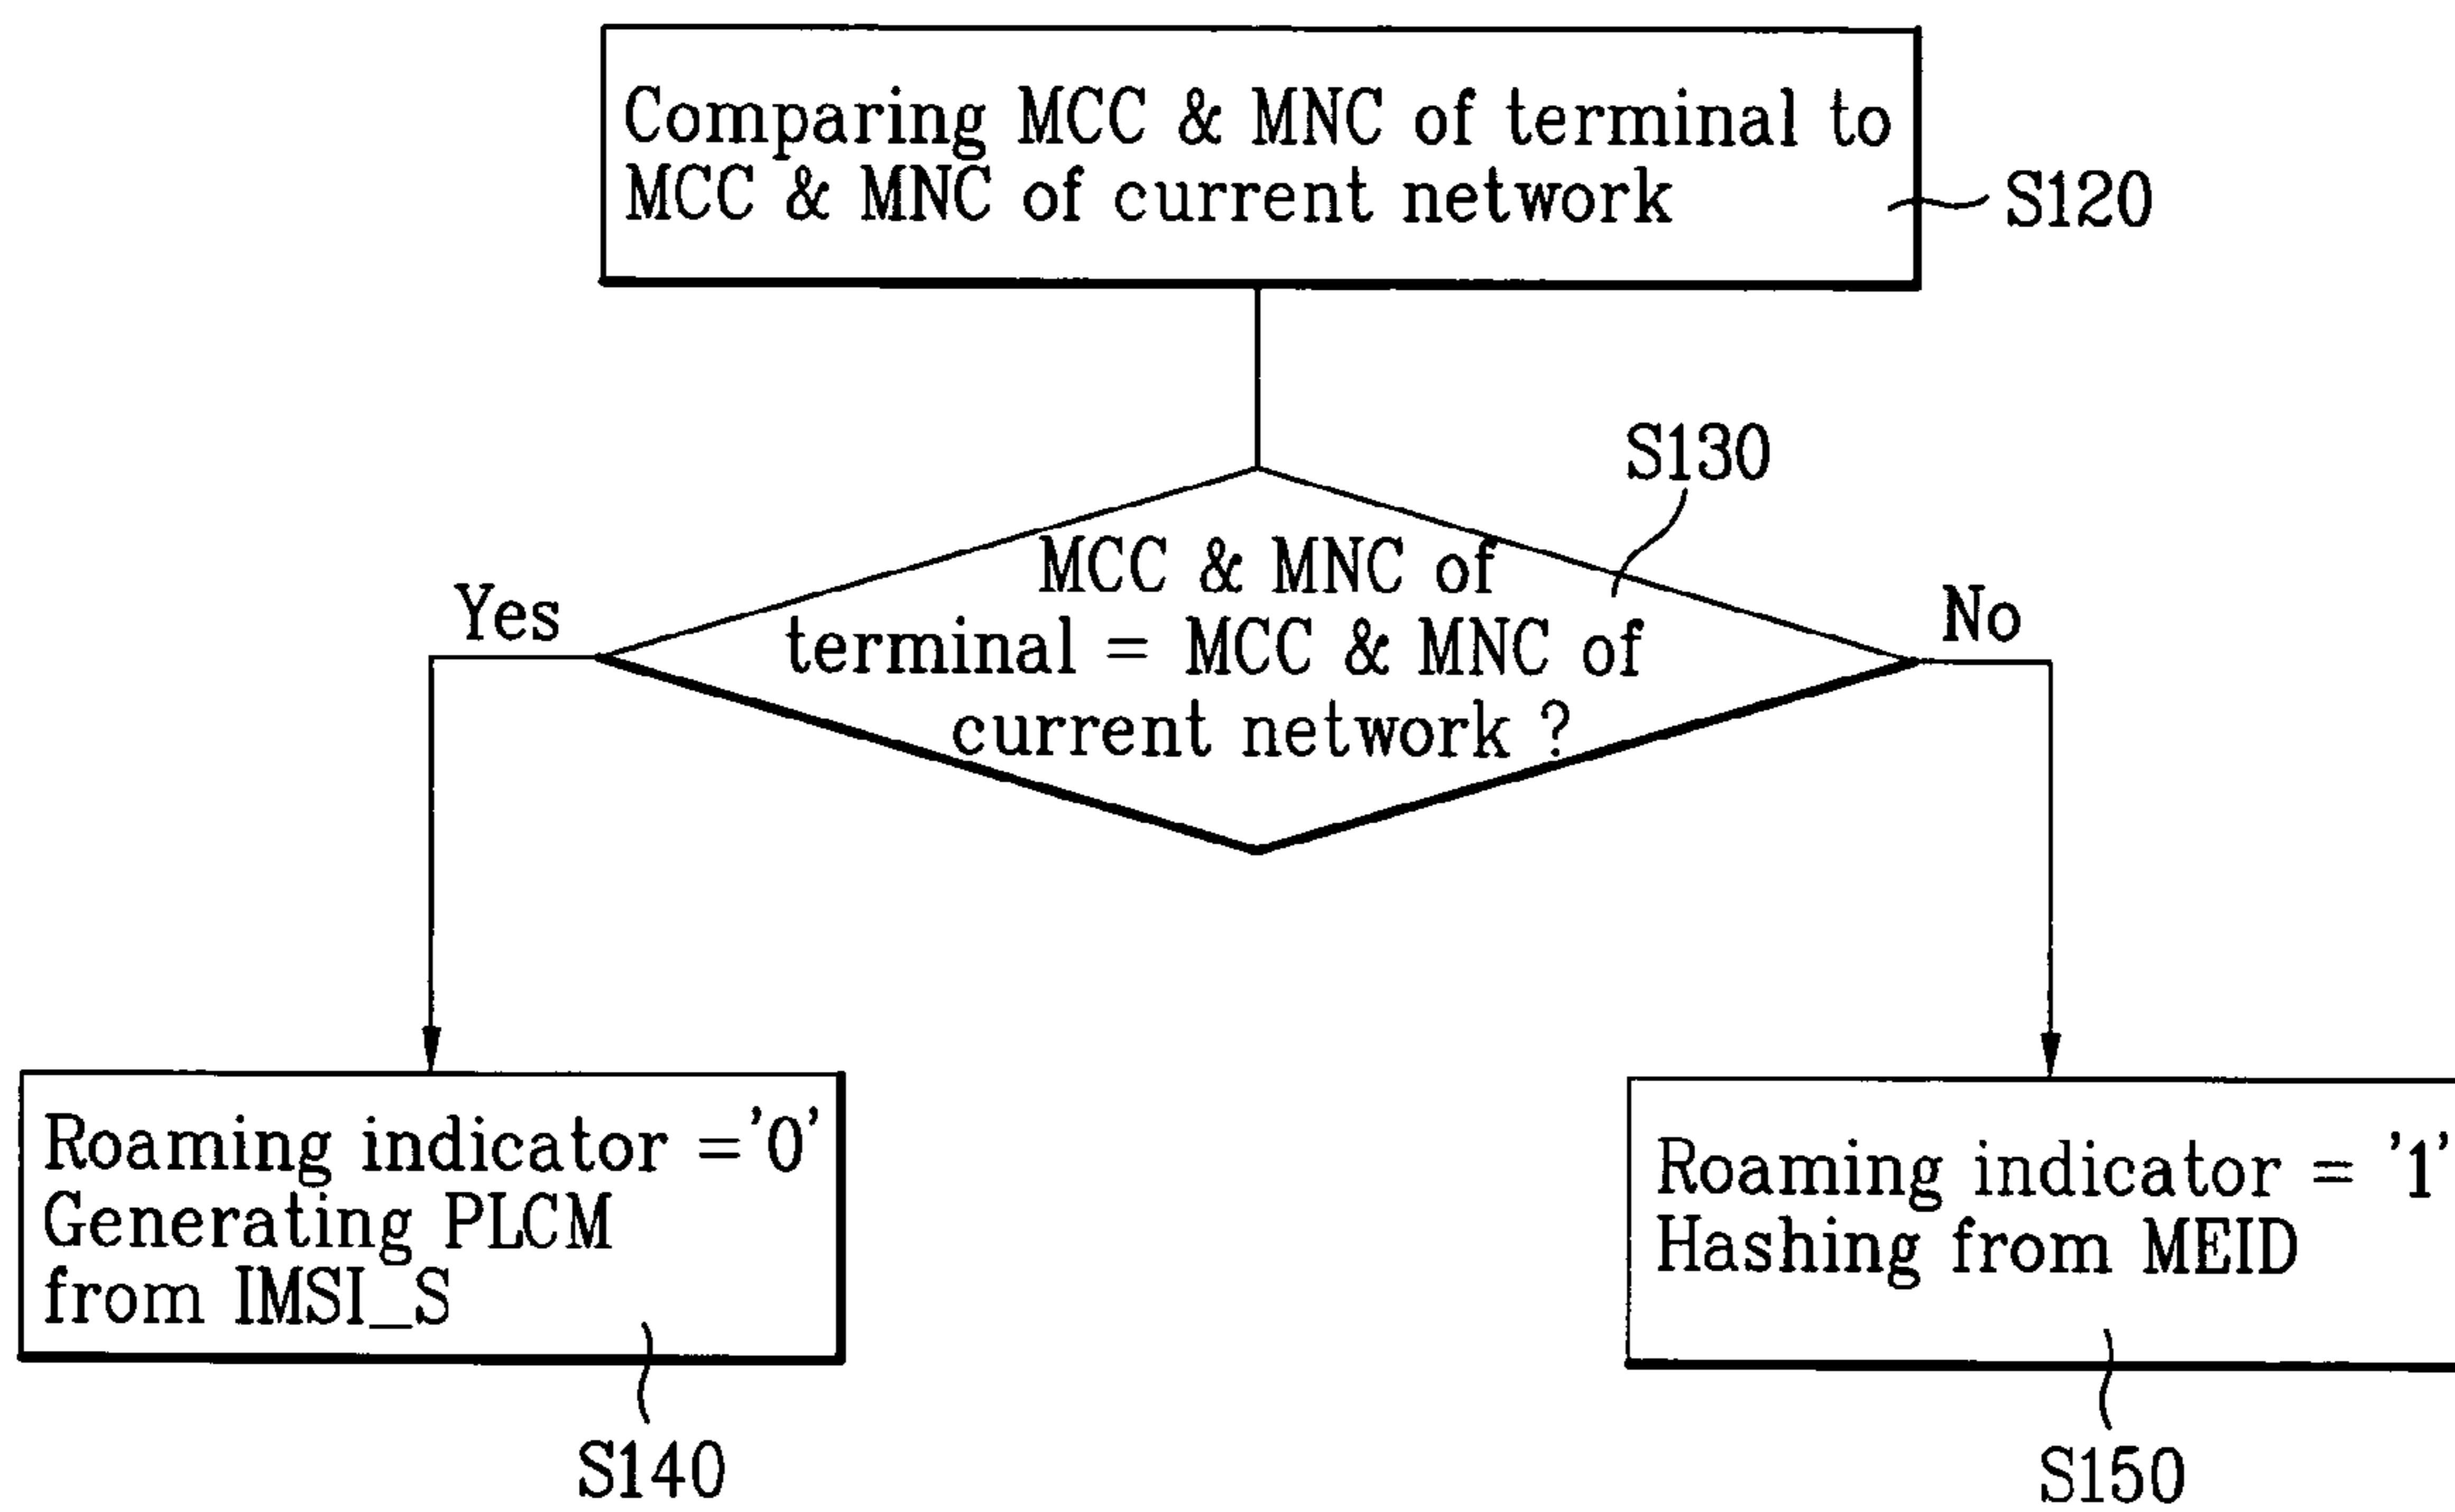 Comparing MCC & MNC of terminal to
MCC & MNC of current network
S120
S130
MCC & MNC of
terminal = MCC & MNC of
current network ?
Yes
No
Roaming indicator ='0'
Generating PLCM
from IMSI_S
S140
Roaming indicator = '1'
Hashing from MEID
S150